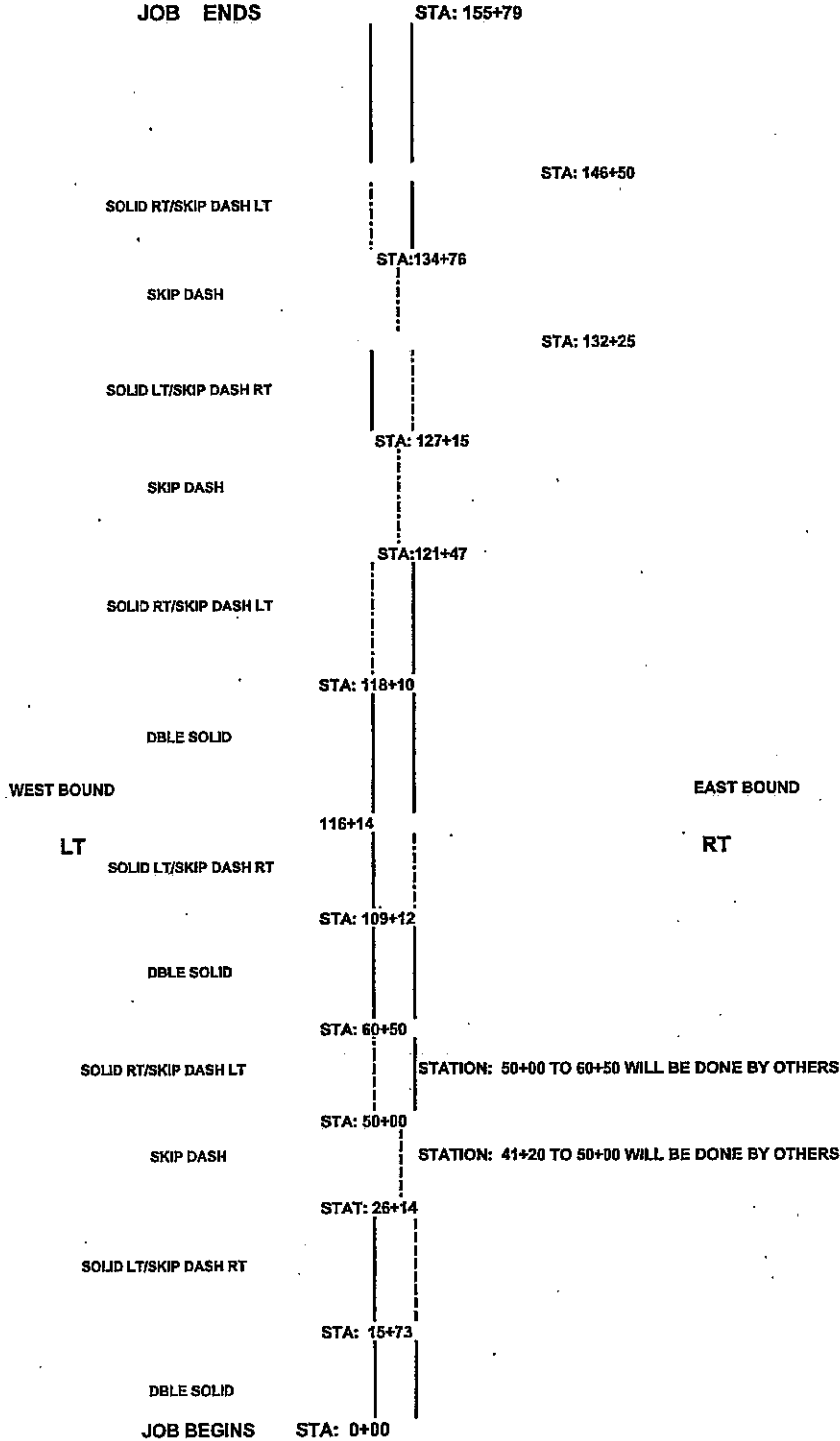 JOB ENDS STA: 155+79
STA: 146+50
SOLID RT/SKIP DASH LT
STA:134+76
SKIP DASH
STA: 132+25
SOLID LT/SKIP DASH RT
STA: 127+15
SKIP DASH
STA:121+47
SOLID RT/SKIP DASH LT
STA: 118+10
DBLE SOLID
WEST BOUND EAST BOUND
116+14
LT RT
SOLID LT/SKIP DASH RT
STA: 109+12
DBLE SOLID
STA: 60+50
SOLID RT/SKIP DASH LT STATION: 50+00 TO 60+50 WILL BE DONE BY OTHERS
STA: 50+00
SKIP DASH STATION: 41+20 TO 50+00 WILL BE DONE BY OTHERS
STAT: 26+14
SOLID LT/SKIP DASH RT
STA: 15+73
DBLE SOLID
JOB BEGINS STA: 0+00